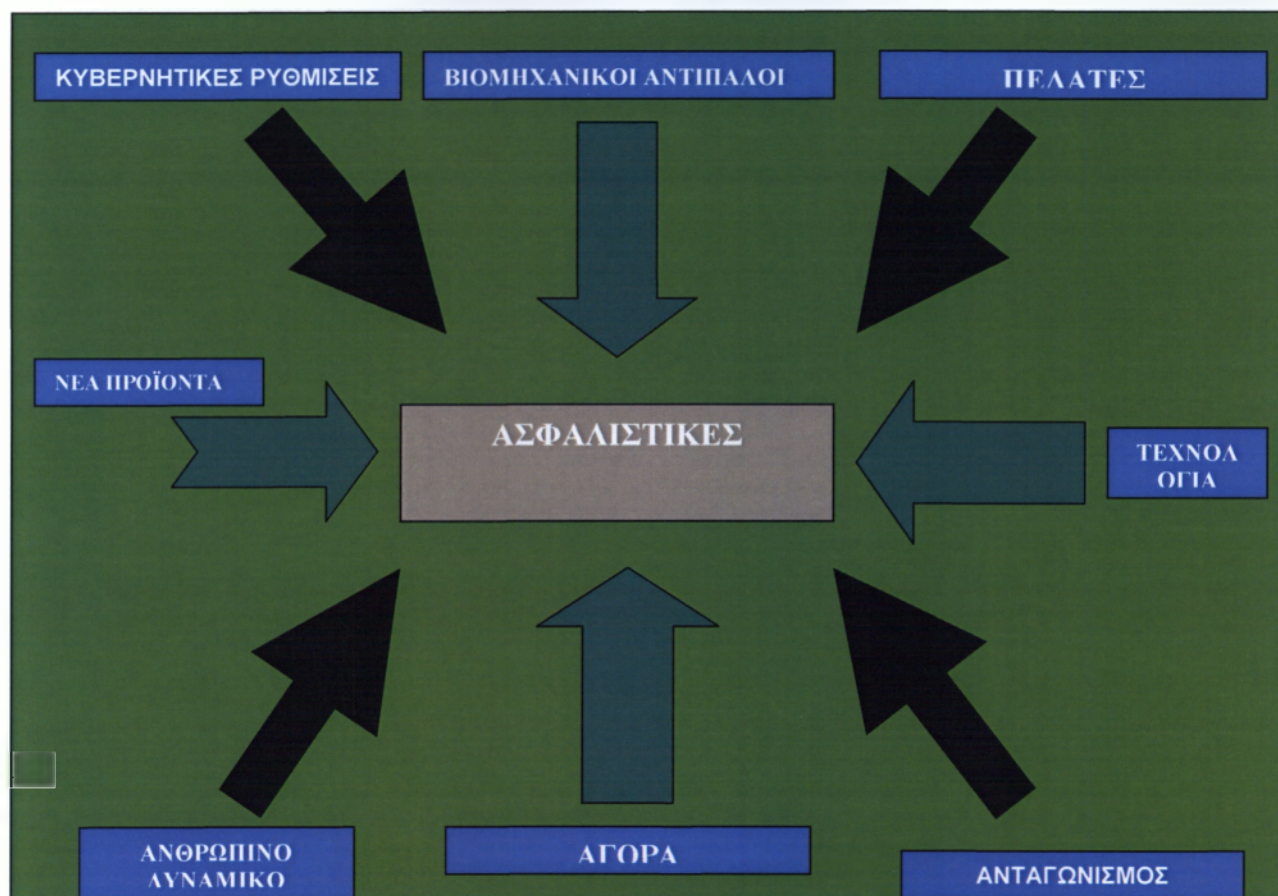 ΚΥΒΕΡΝΗΤΙΚΕΣ ΡΥΘΜΙΣΕΙΣ
ΒΙΟΜΗΧΑΝΙΚΟΙ ΑΝΤΙΠΑΛΟΙ
ΠΕΛΑΤΕΣ
ΝΕΑ ΠΡΟΪΟΝΤΑ
ΑΣΦΑΛΙΣΤΙΚΕΣ
ΤΕΧΝΟΛ
ΟΓΙΑ
ΑΝΘΡΩΠΙΝΟ
ΔΥΝΑΜΙΚΟ
ΑΓΟΡΑ
ΑΝΤΑΓΩΝΙΣΜΟΣ